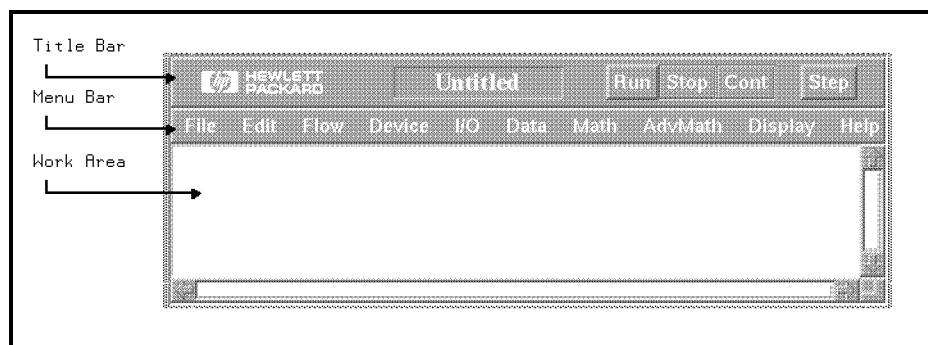 Title Bar
hp HEWLETT PACKARD Untitled Run Stop Cont Step
Menu Bar
File Edit Flow Device I/O Data Math AdvMath Display Help
Work Area